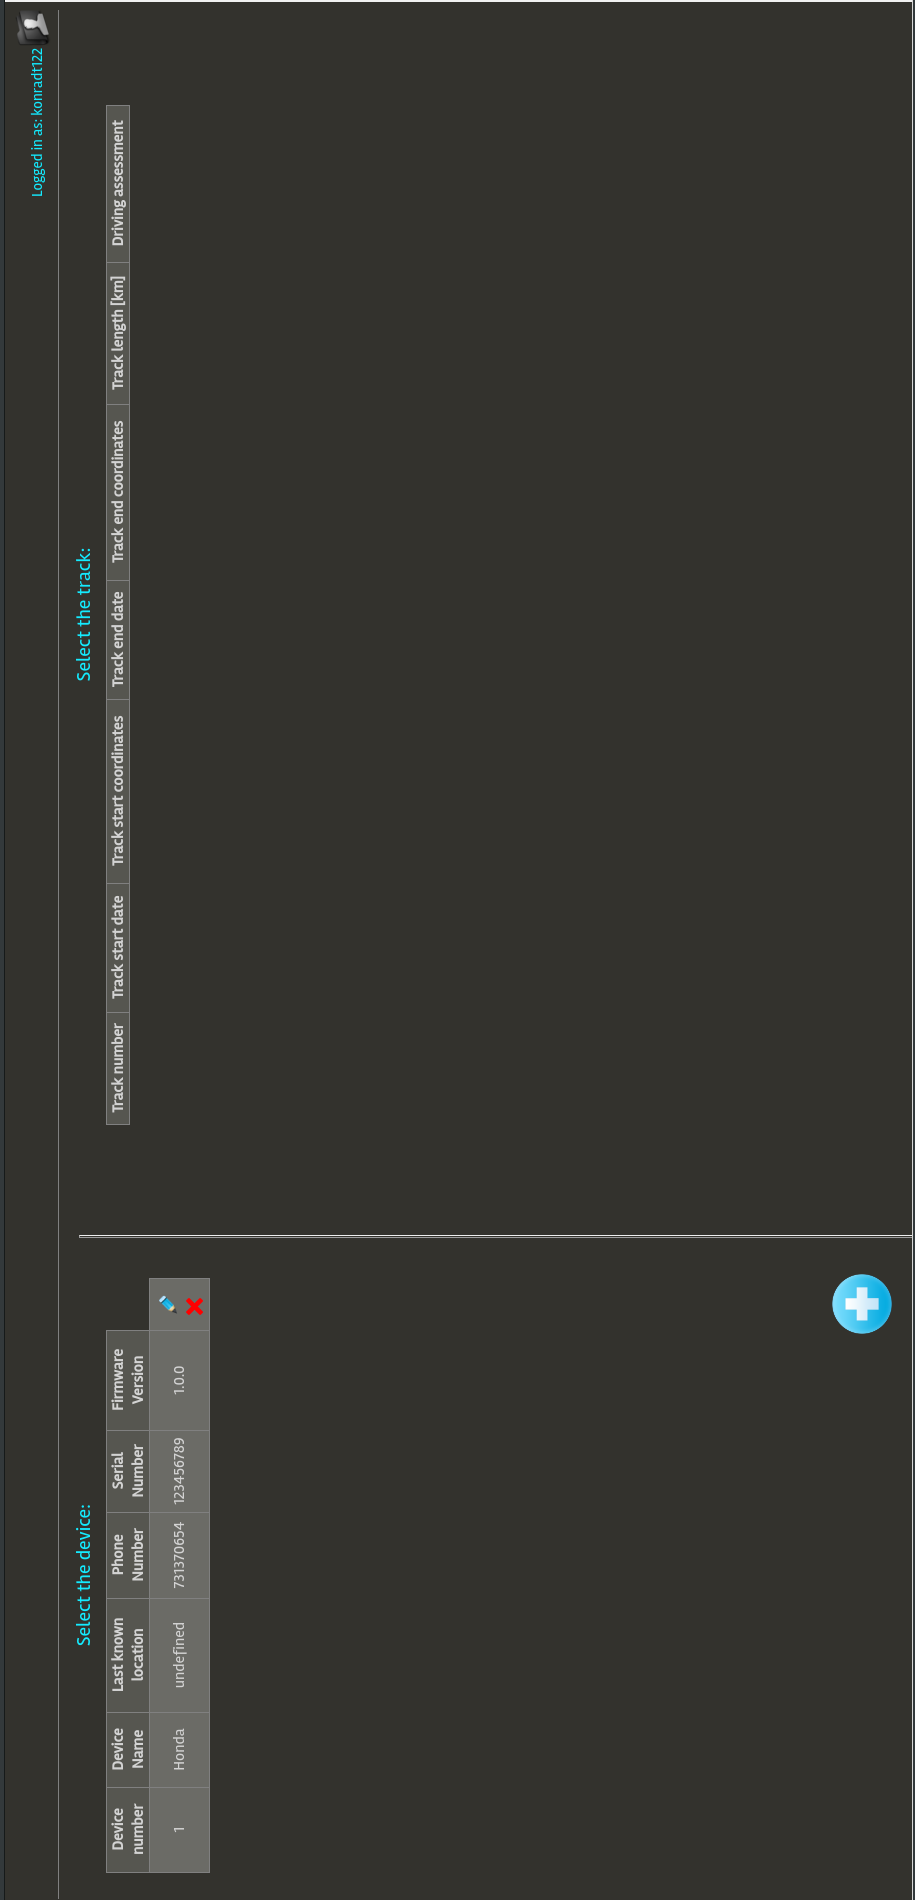 Logged in as: konradt122
Select the device:
Device number Device Name Last known location Phone Number Serial Number Firmware Version
1 Honda undefined 731370654 123456789 1.0.0
Select the track:
Track number Track start date Track start coordinates Track end date Track end coordinates Track length [km] Driving assessment